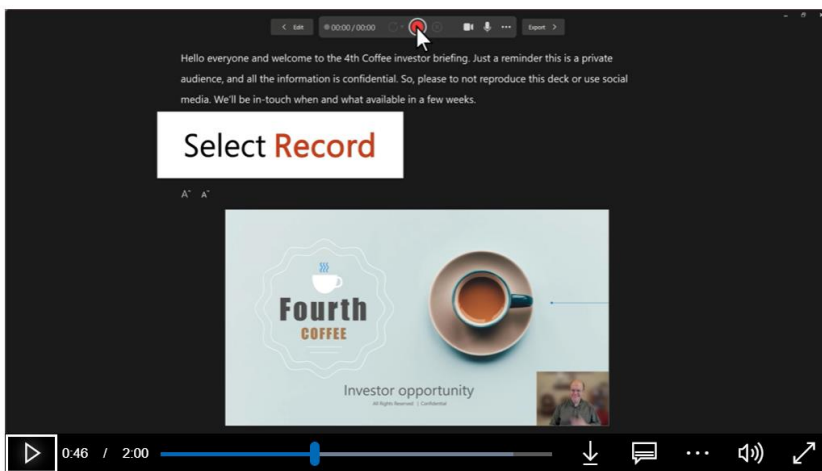 < Edit 00:00 / 00:00 ••• Export >
Hello everyone and welcome to the 4th Coffee investor briefing. Just a reminder this is a private
audience, and all the information is confidential. So, please to not reproduce this deck or use social
media. We'll be in-touch when and what available in a few weeks.
Select Record
A^ A˅
Fourth
COFFEE
Investor opportunity
All Rights Reserved | Confidential
0:46 / 2:00